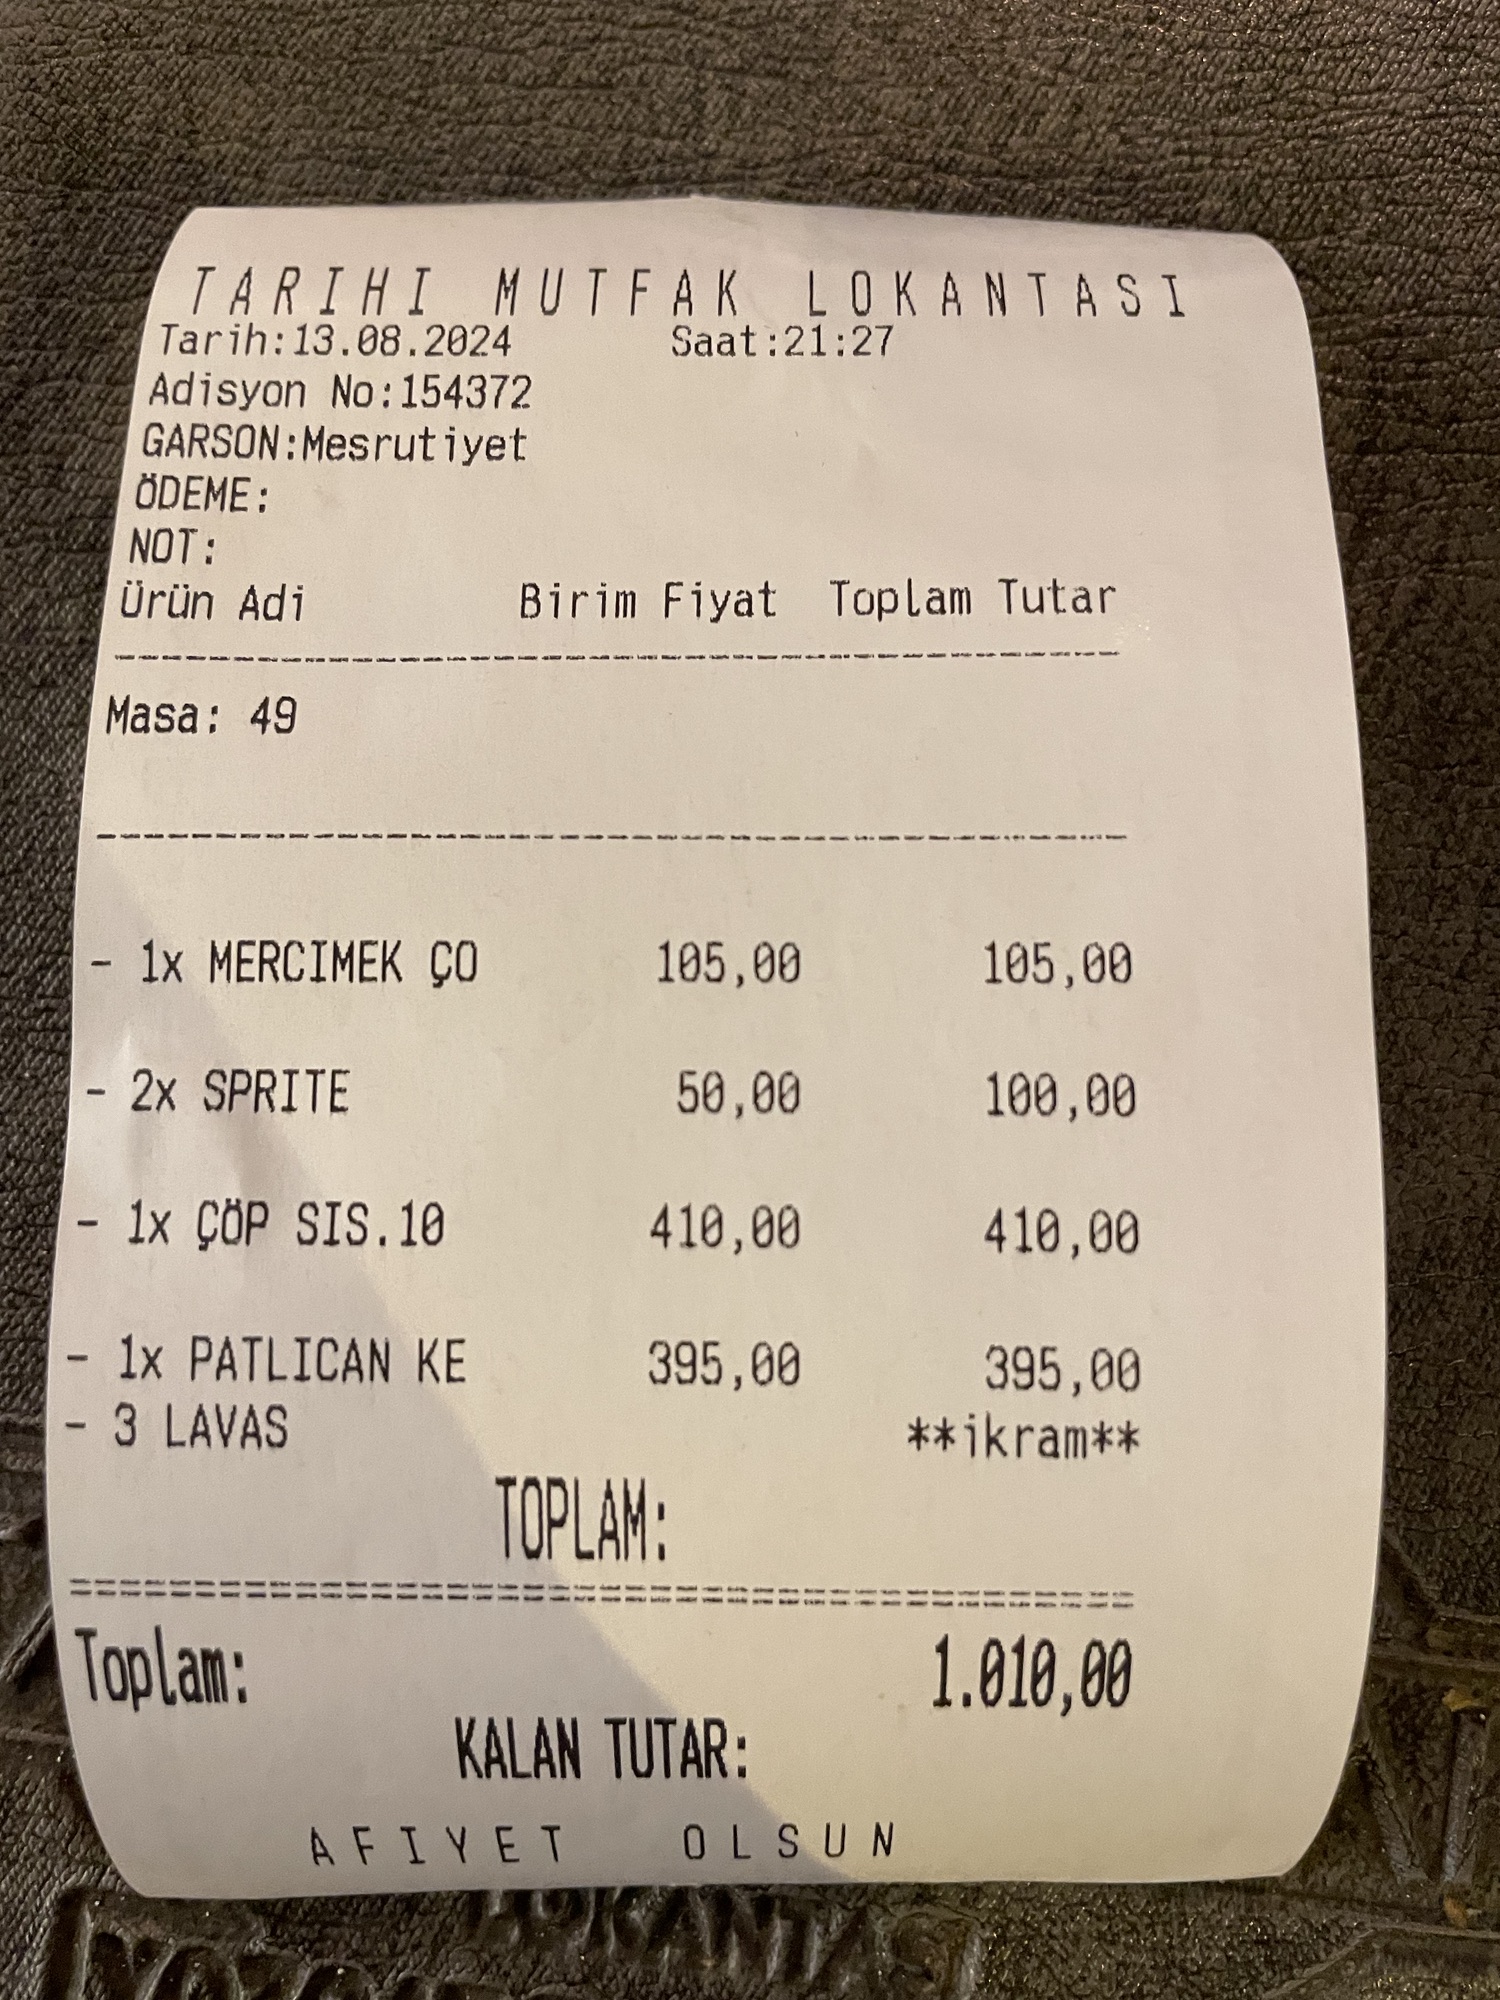 TARIHI MUTFAK LOKANTASI
Tarih:13.08.2024 Saat:21:27
Adisyon No:154372
GARSON:Mesrutiyet
ÖDEME:
NOT:
Ürün Adi Birim Fiyat Toplam Tutar
Masa: 49
- 1x MERCIMEK ÇO 105,00 105,00
- 2x SPRITE 50,00 100,00
- 1x ÇÖP SIS.10 410,00 410,00
- 1x PATLICAN KE 395,00 395,00
- 3 LAVAS **ikram**
TOPLAM:
Toplam: 1.010,00
KALAN TUTAR:
AFIYET OLSUN